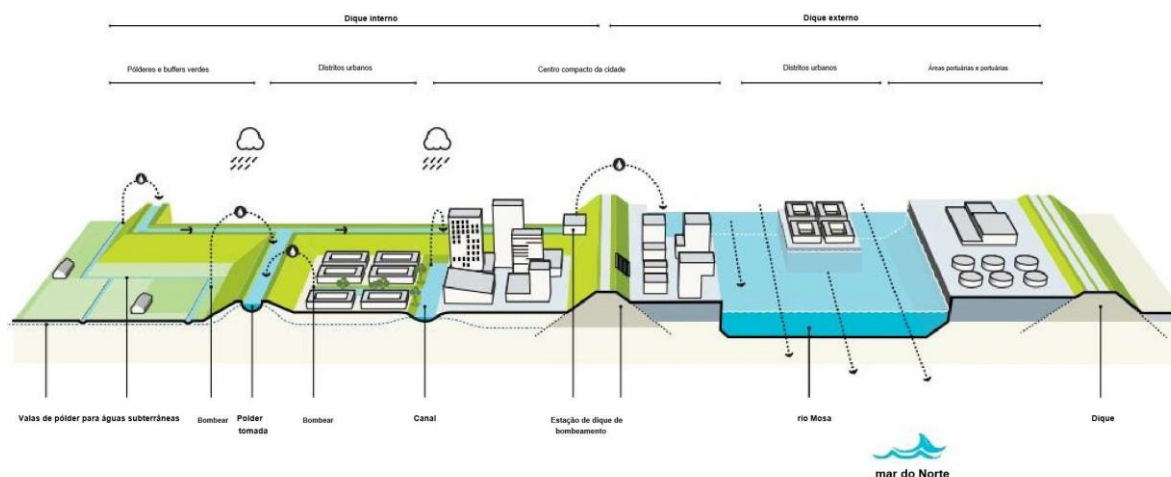 Dique interno
Dique externo
Pólderes e buffers verdes
Distritos urbanos
Centro compacto da cidade
Distritos urbanos
Áreas portuárias e portuárias
Valas de pólder para águas subterrâneas
Bombear
Polder
tomada
Bombear
Canal
Estação de dique de
bombeamento
rio Mosa
Dique
mar do Norte